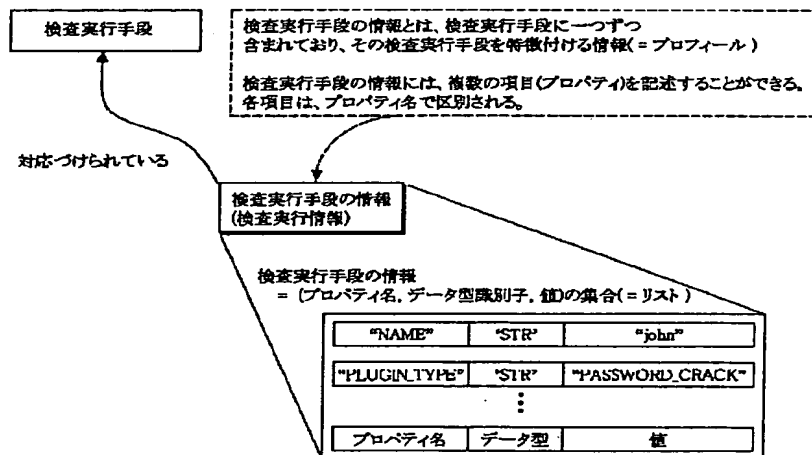 検査実行手段
検査実行手段の情報とは、検査実行手段に一つずつ
含まれており、その検査実行手段を特徴付ける情報(=プロフィール)
検査実行手段の情報には、複数の項目(プロパティ)を記述することができる。
各項目は、プロパティ名で区別される。
対応づけられている
検査実行手段の情報
(検査実行情報)
検査実行手段の情報
= (プロパティ名, データ型識別子, 値)の集合(=リスト)
"NAME" "STR" "john"
"PLUGIN_TYPE" "STR" "PASSWORD_CRACK"
プロパティ名 データ型 値